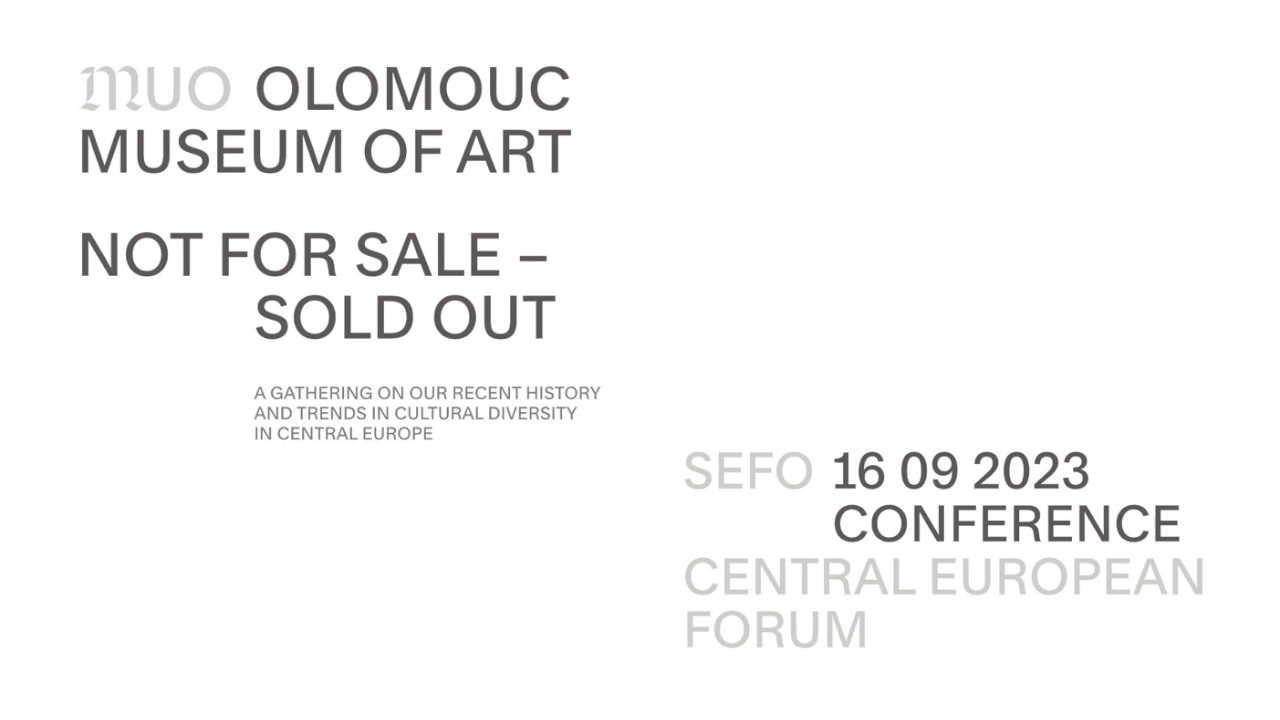 MUO OLOMOUC
MUSEUM OF ART
NOT FOR SALE –
SOLD OUT
A GATHERING ON OUR RECENT HISTORY
AND TRENDS IN CULTURAL DIVERSITY
IN CENTRAL EUROPE
SEFO 16 09 2023
CONFERENCE
CENTRAL EUROPEAN
FORUM